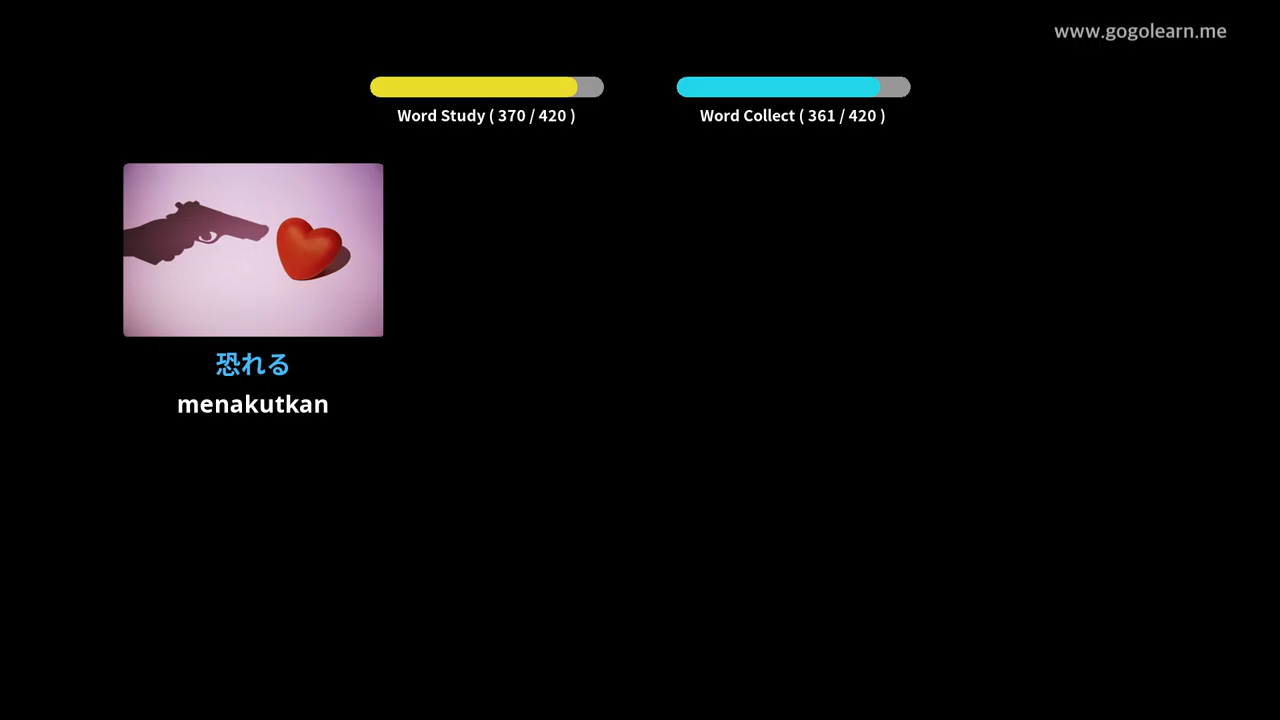 www.gogolearn.me
Word Study ( 370 / 420 )
Word Collect ( 361 / 420 )
恐れる
menakutkan